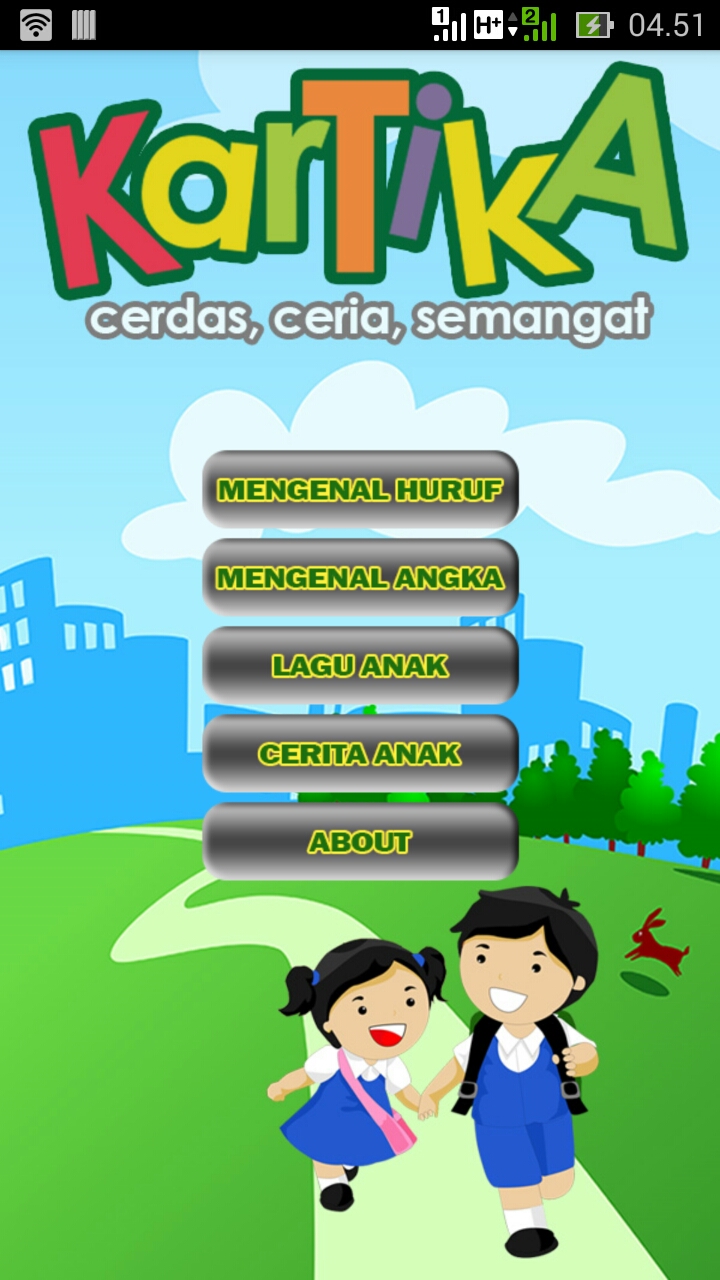 1 H+ 2 04.51
KarTikA
cerdas, ceria, semangat
MENGENAL HURUF
MENGENAL ANGKA
LAGU ANAK
CERITA ANAK
ABOUT